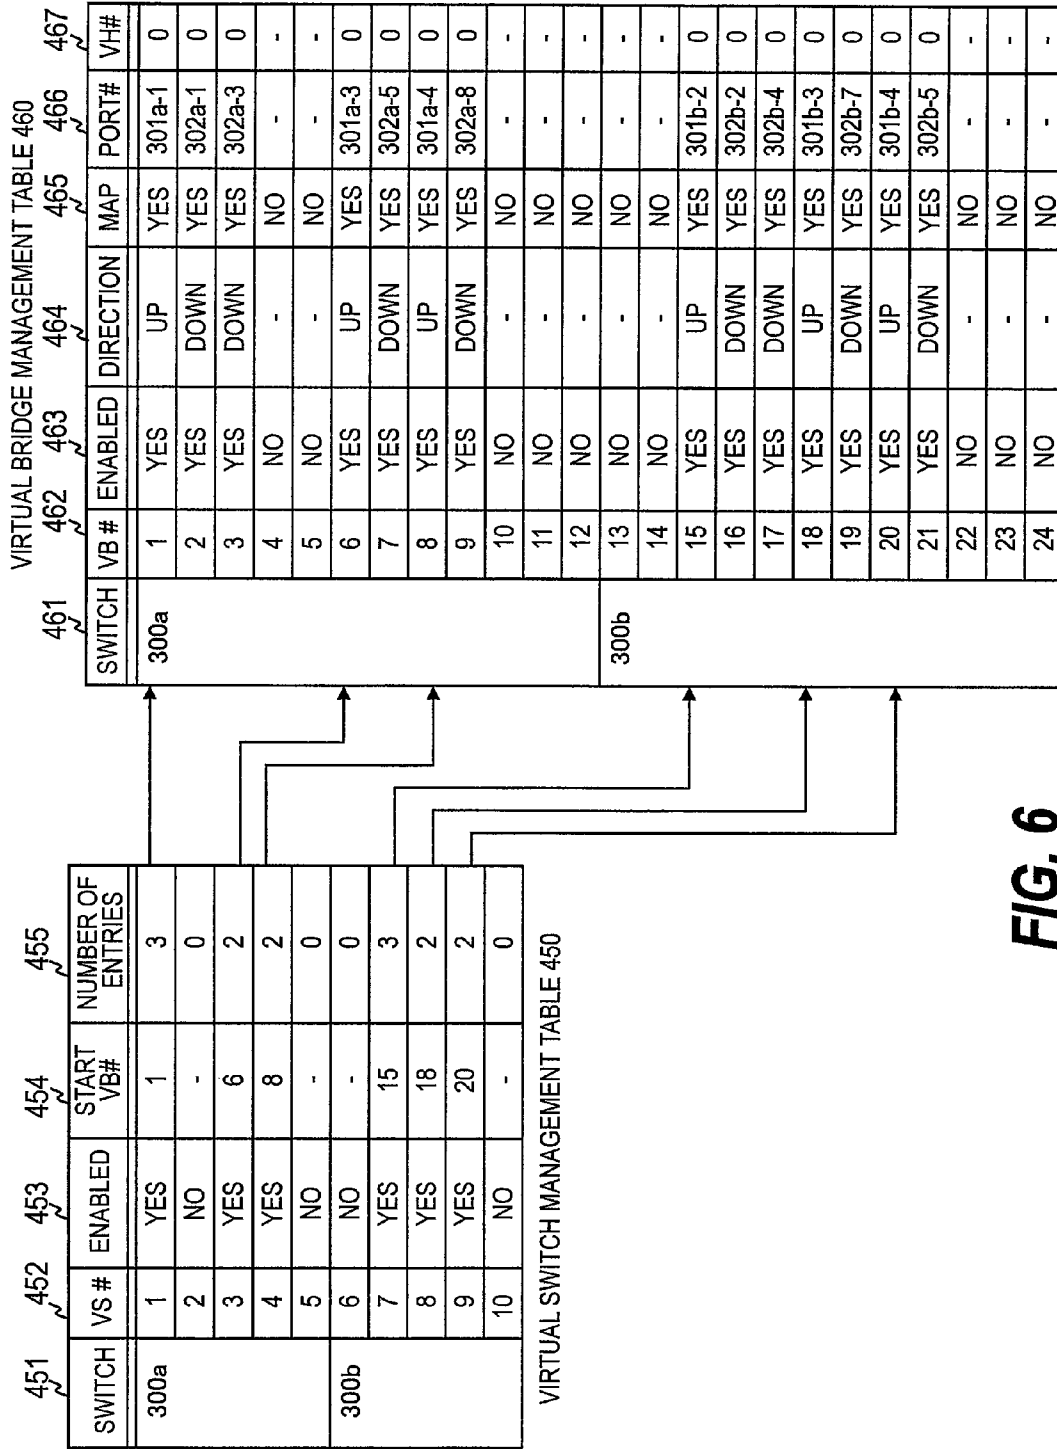 VIRTUAL BRIDGE MANAGEMENT TABLE 460
461 462 463 464 465 466 467
SWITCH VB # ENABLED DIRECTION MAP PORT# VH#
300a 1 YES UP YES 301a-1 0
2 YES DOWN YES 302a-1 0
3 YES DOWN YES 302a-3 0
4 NO - NO - -
5 NO - NO - -
6 YES UP YES 301a-3 0
7 YES DOWN YES 302a-5 0
8 YES UP YES 301a-4 0
9 YES DOWN YES 302a-8 0
10 NO - NO - -
11 NO - NO - -
12 NO - NO - -
300b 13 NO - NO - -
14 NO - NO - -
15 YES UP YES 301b-2 0
16 YES DOWN YES 302b-2 0
17 YES DOWN YES 302b-4 0
18 YES UP YES 301b-3 0
19 YES DOWN YES 302b-7 0
20 YES UP YES 301b-4 0
21 YES DOWN YES 302b-5 0
22 NO - NO - -
23 NO - NO - -
24 NO - NO - -
451 452 453 454 455
SWITCH VS # ENABLED START VB# NUMBER OF ENTRIES
300a 1 YES 1 3
2 NO - 0
3 YES 6 2
4 YES 8 2
5 NO - 0
300b 6 NO - 0
7 YES 15 3
8 YES 18 2
9 YES 20 2
10 NO - 0
VIRTUAL SWITCH MANAGEMENT TABLE 450
FIG. 6